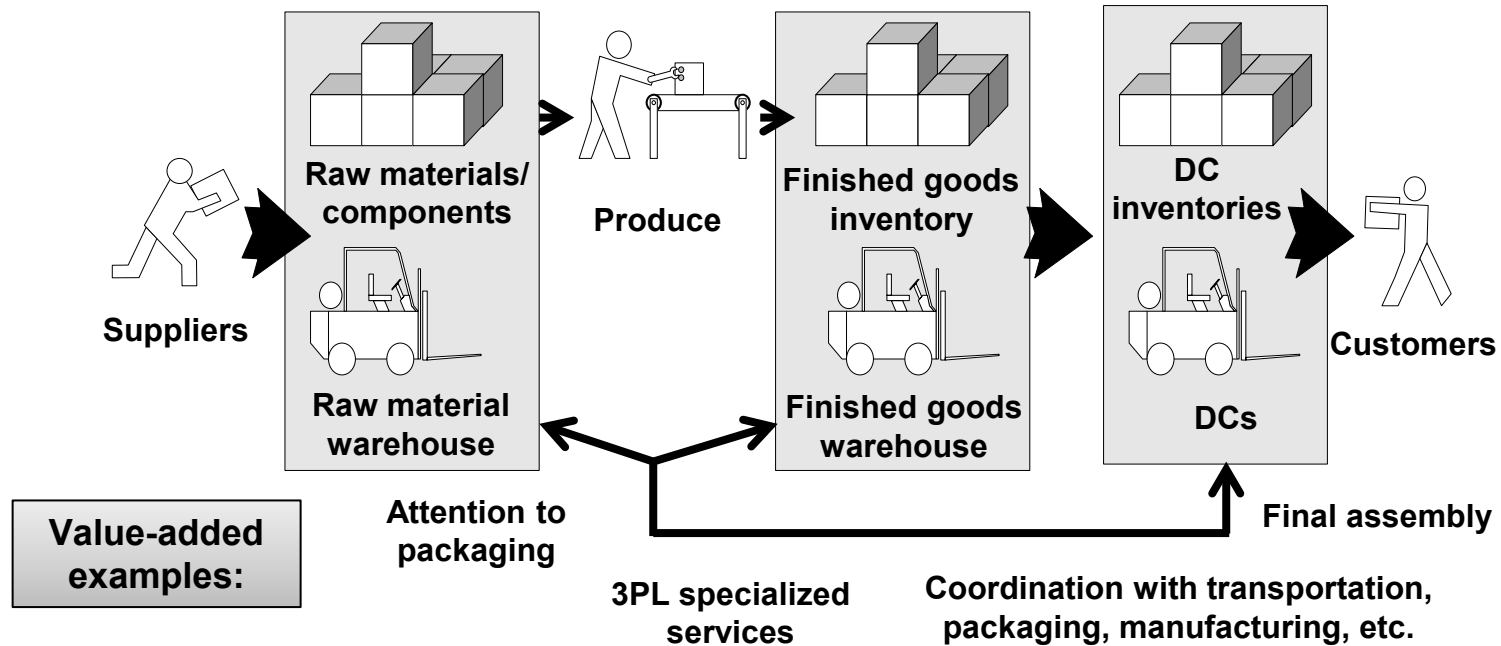 Suppliers
Raw materials/
components
Raw material
warehouse
Produce
Finished goods
inventory
Finished goods
warehouse
DC
inventories
DCs
Customers
Value-added
examples:
Attention to
packaging
3PL specialized
services
Final assembly
Coordination with transportation,
packaging, manufacturing, etc.